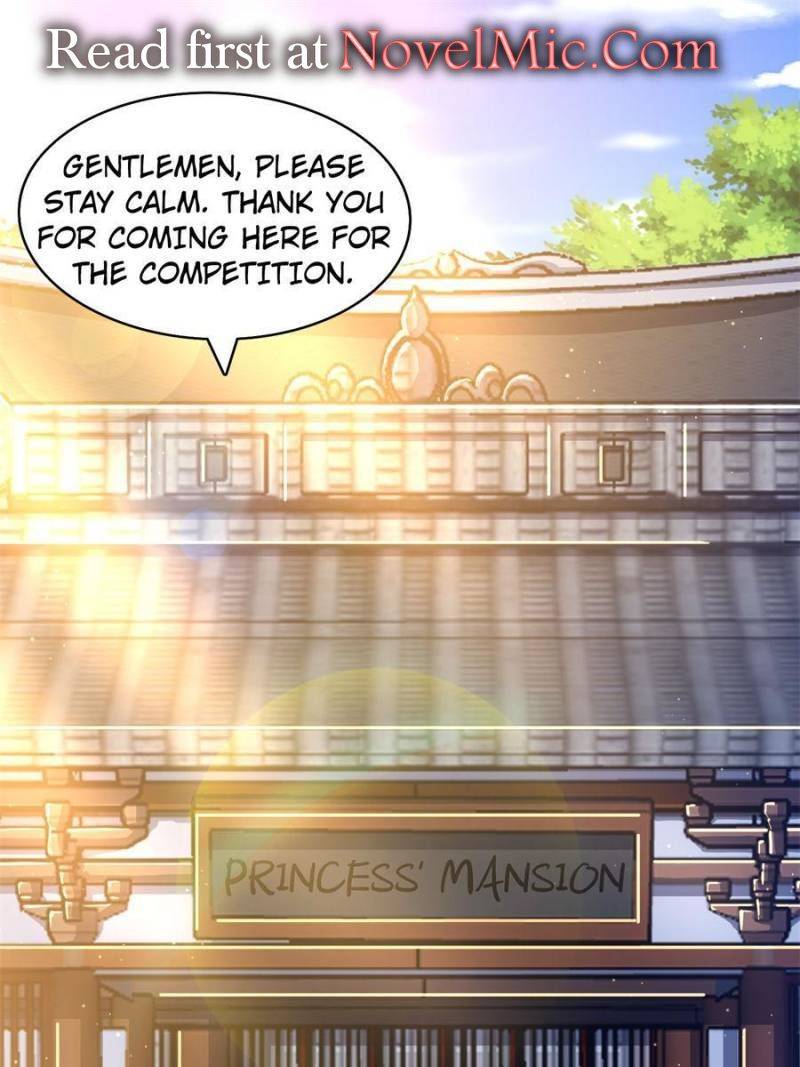 Read first at NovelMic.Com
GENTLEMEN, PLEASE
STAY CALM. THANK YOU
FOR COMING HERE FOR
THE COMPETITION.
PRINCESS' MANSION